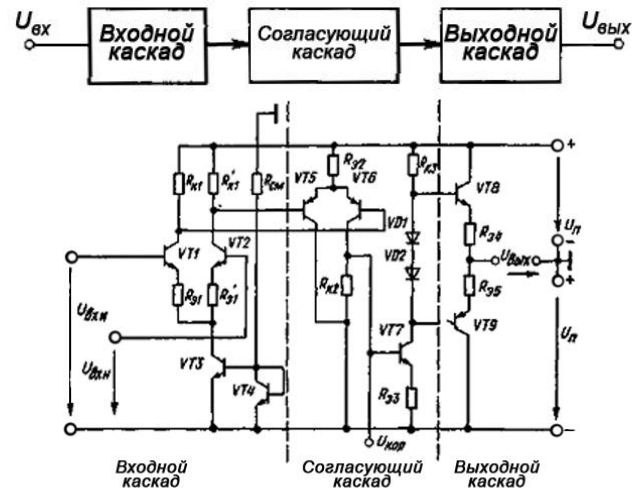 Uвх
Входной каскад
Согласующий каскад
Выходной каскад
Uвых
Rк1
R'к1
Rсм
VT5
Rэ2
VT6
Rк3
VT8
+
VD1
VD2
Rэ4
Uп
-
VT1
VT2
Uвых
+
Rэ1
R'э1
Rк2
Rэ5
Uвхи
Uвхн
VT7
VT9
Uп
VT3
VT4
Rэ3
-
Uкор
Входной каскад
Согласующий каскад
Выходной каскад